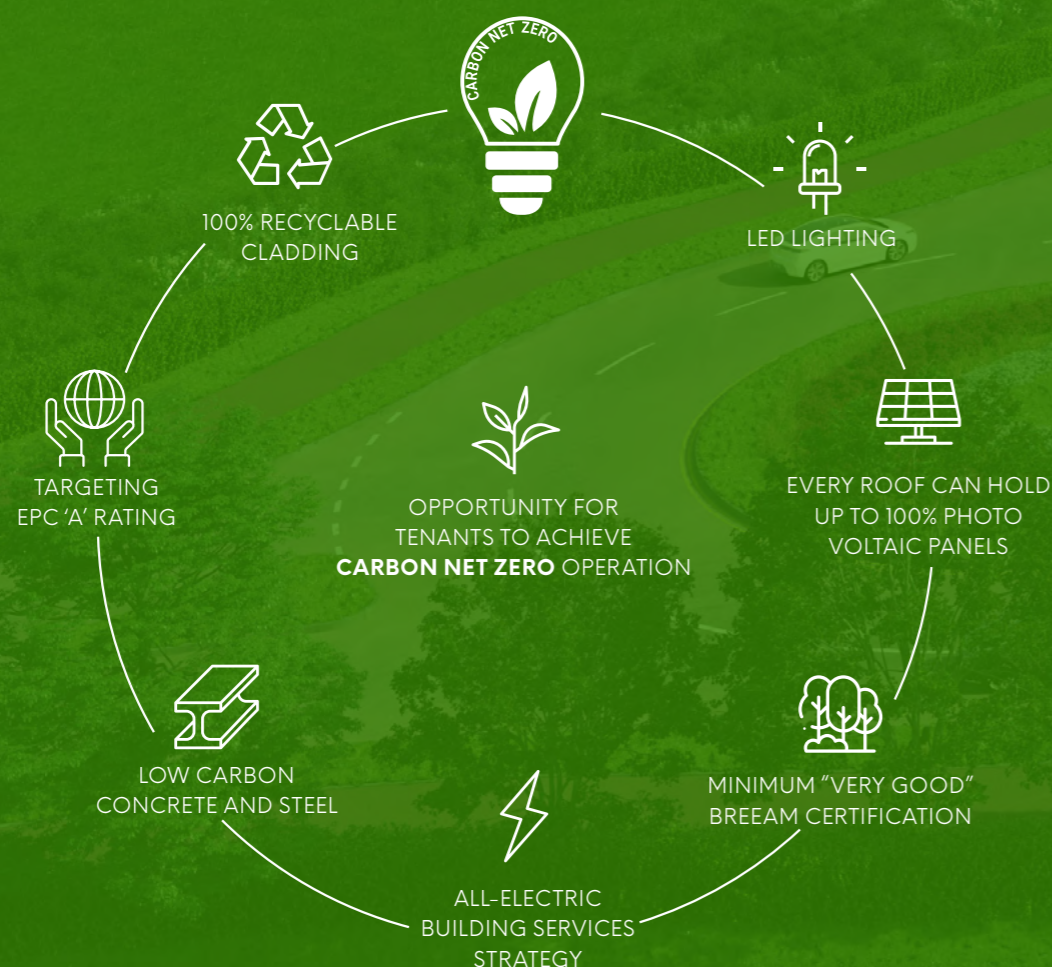 CARBON NET ZERO
LED LIGHTING
EVERY ROOF CAN HOLD
UP TO 100% PHOTO
VOLTAIC PANELS
MINIMUM “VERY GOOD”
BREEAM CERTIFICATION
ALL-ELECTRIC
BUILDING SERVICES
STRATEGY
LOW CARBON
CONCRETE AND STEEL
TARGETING
EPC ‘A’ RATING
100% RECYCLABLE
CLADDING
OPPORTUNITY FOR
TENANTS TO ACHIEVE
CARBON NET ZERO OPERATION